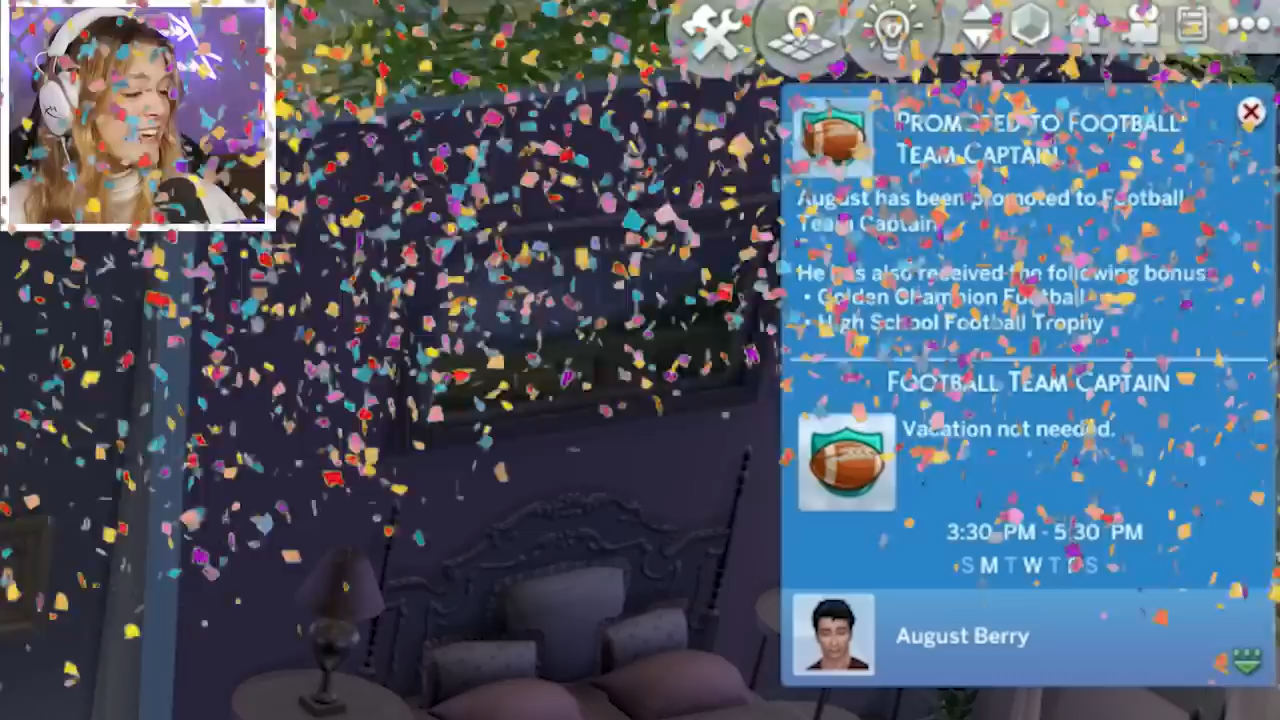 PROMOTED TO FOOTBALL
TEAM CAPTAIN
August has been promoted to Football
Team Captain.
He has also received the following bonus:
• Golden Champion Football
• High School Football Trophy
FOOTBALL TEAM CAPTAIN
Vacation not needed.
3:30 PM - 5:30 PM
S M T W T F S
August Berry